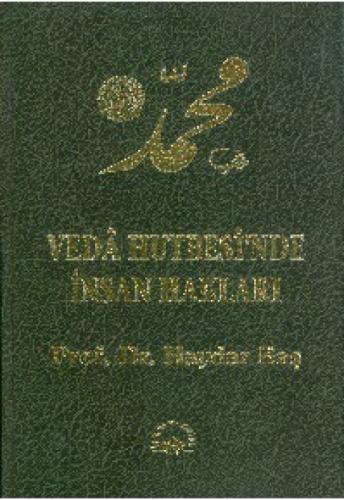 محمد
VEDÂ HUTBESİ'NDE
İNSAN HAKLARI
Prof. Dr. Haydar Baş